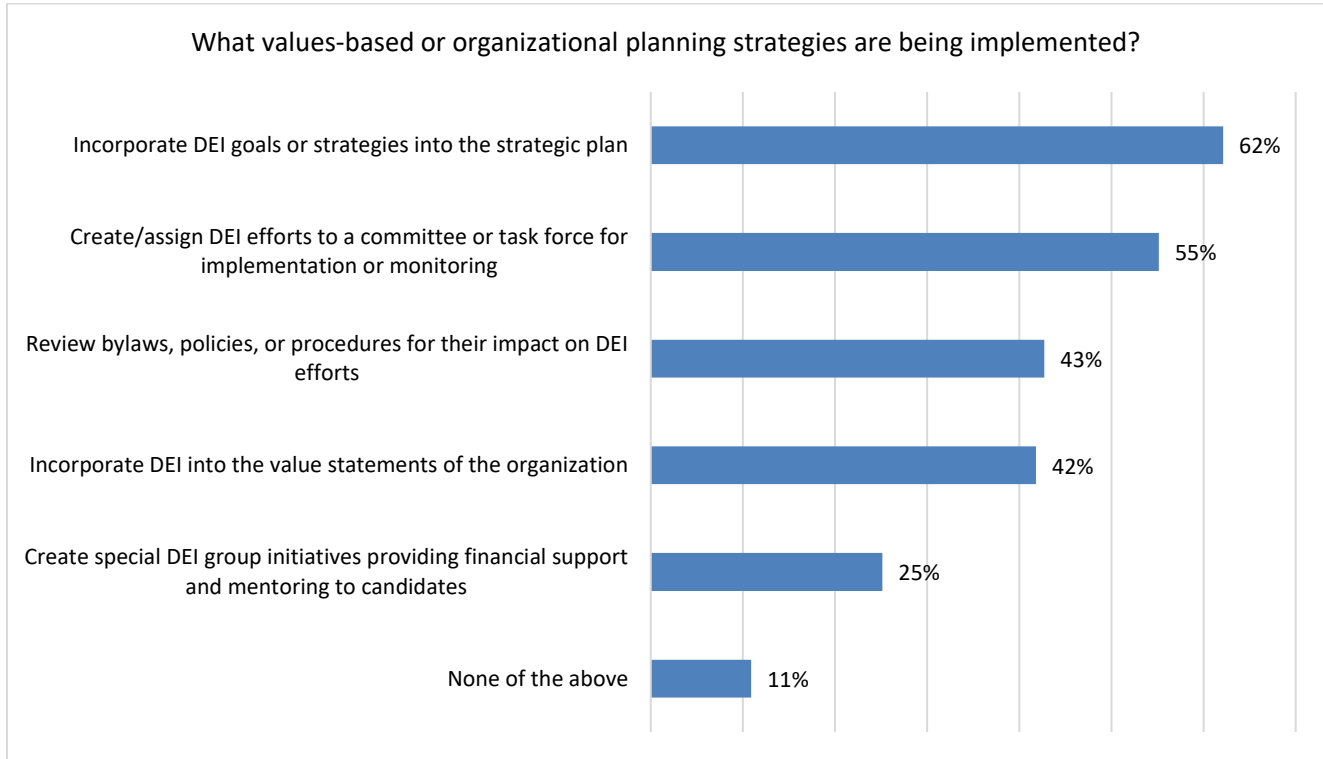 What values-based or organizational planning strategies are being implemented?
Incorporate DEI goals or strategies into the strategic plan
62%
Create/assign DEI efforts to a committee or task force for
implementation or monitoring
55%
Review bylaws, policies, or procedures for their impact on DEI
efforts
43%
Incorporate DEI into the value statements of the organization
42%
Create special DEI group initiatives providing financial support
and mentoring to candidates
25%
None of the above
11%